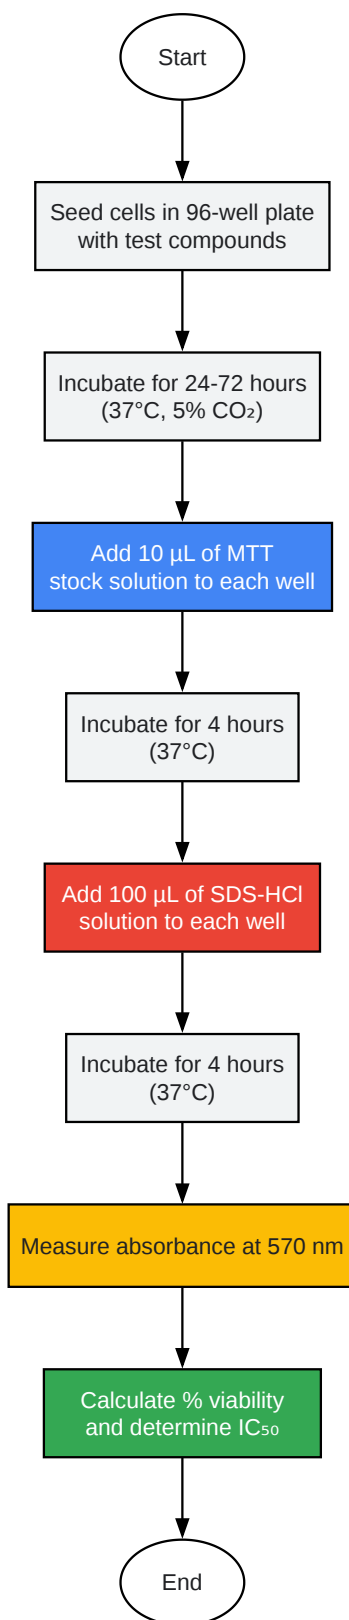 Start
Seed cells in 96-well plate
with test compounds
Incubate for 24-72 hours
(37°C, 5% CO₂)
Add 10 µL of MTT
stock solution to each well
Incubate for 4 hours
(37°C)
Add 100 µL of SDS-HCl
solution to each well
Incubate for 4 hours
(37°C)
Measure absorbance at 570 nm
Calculate % viability
and determine IC₅₀
End